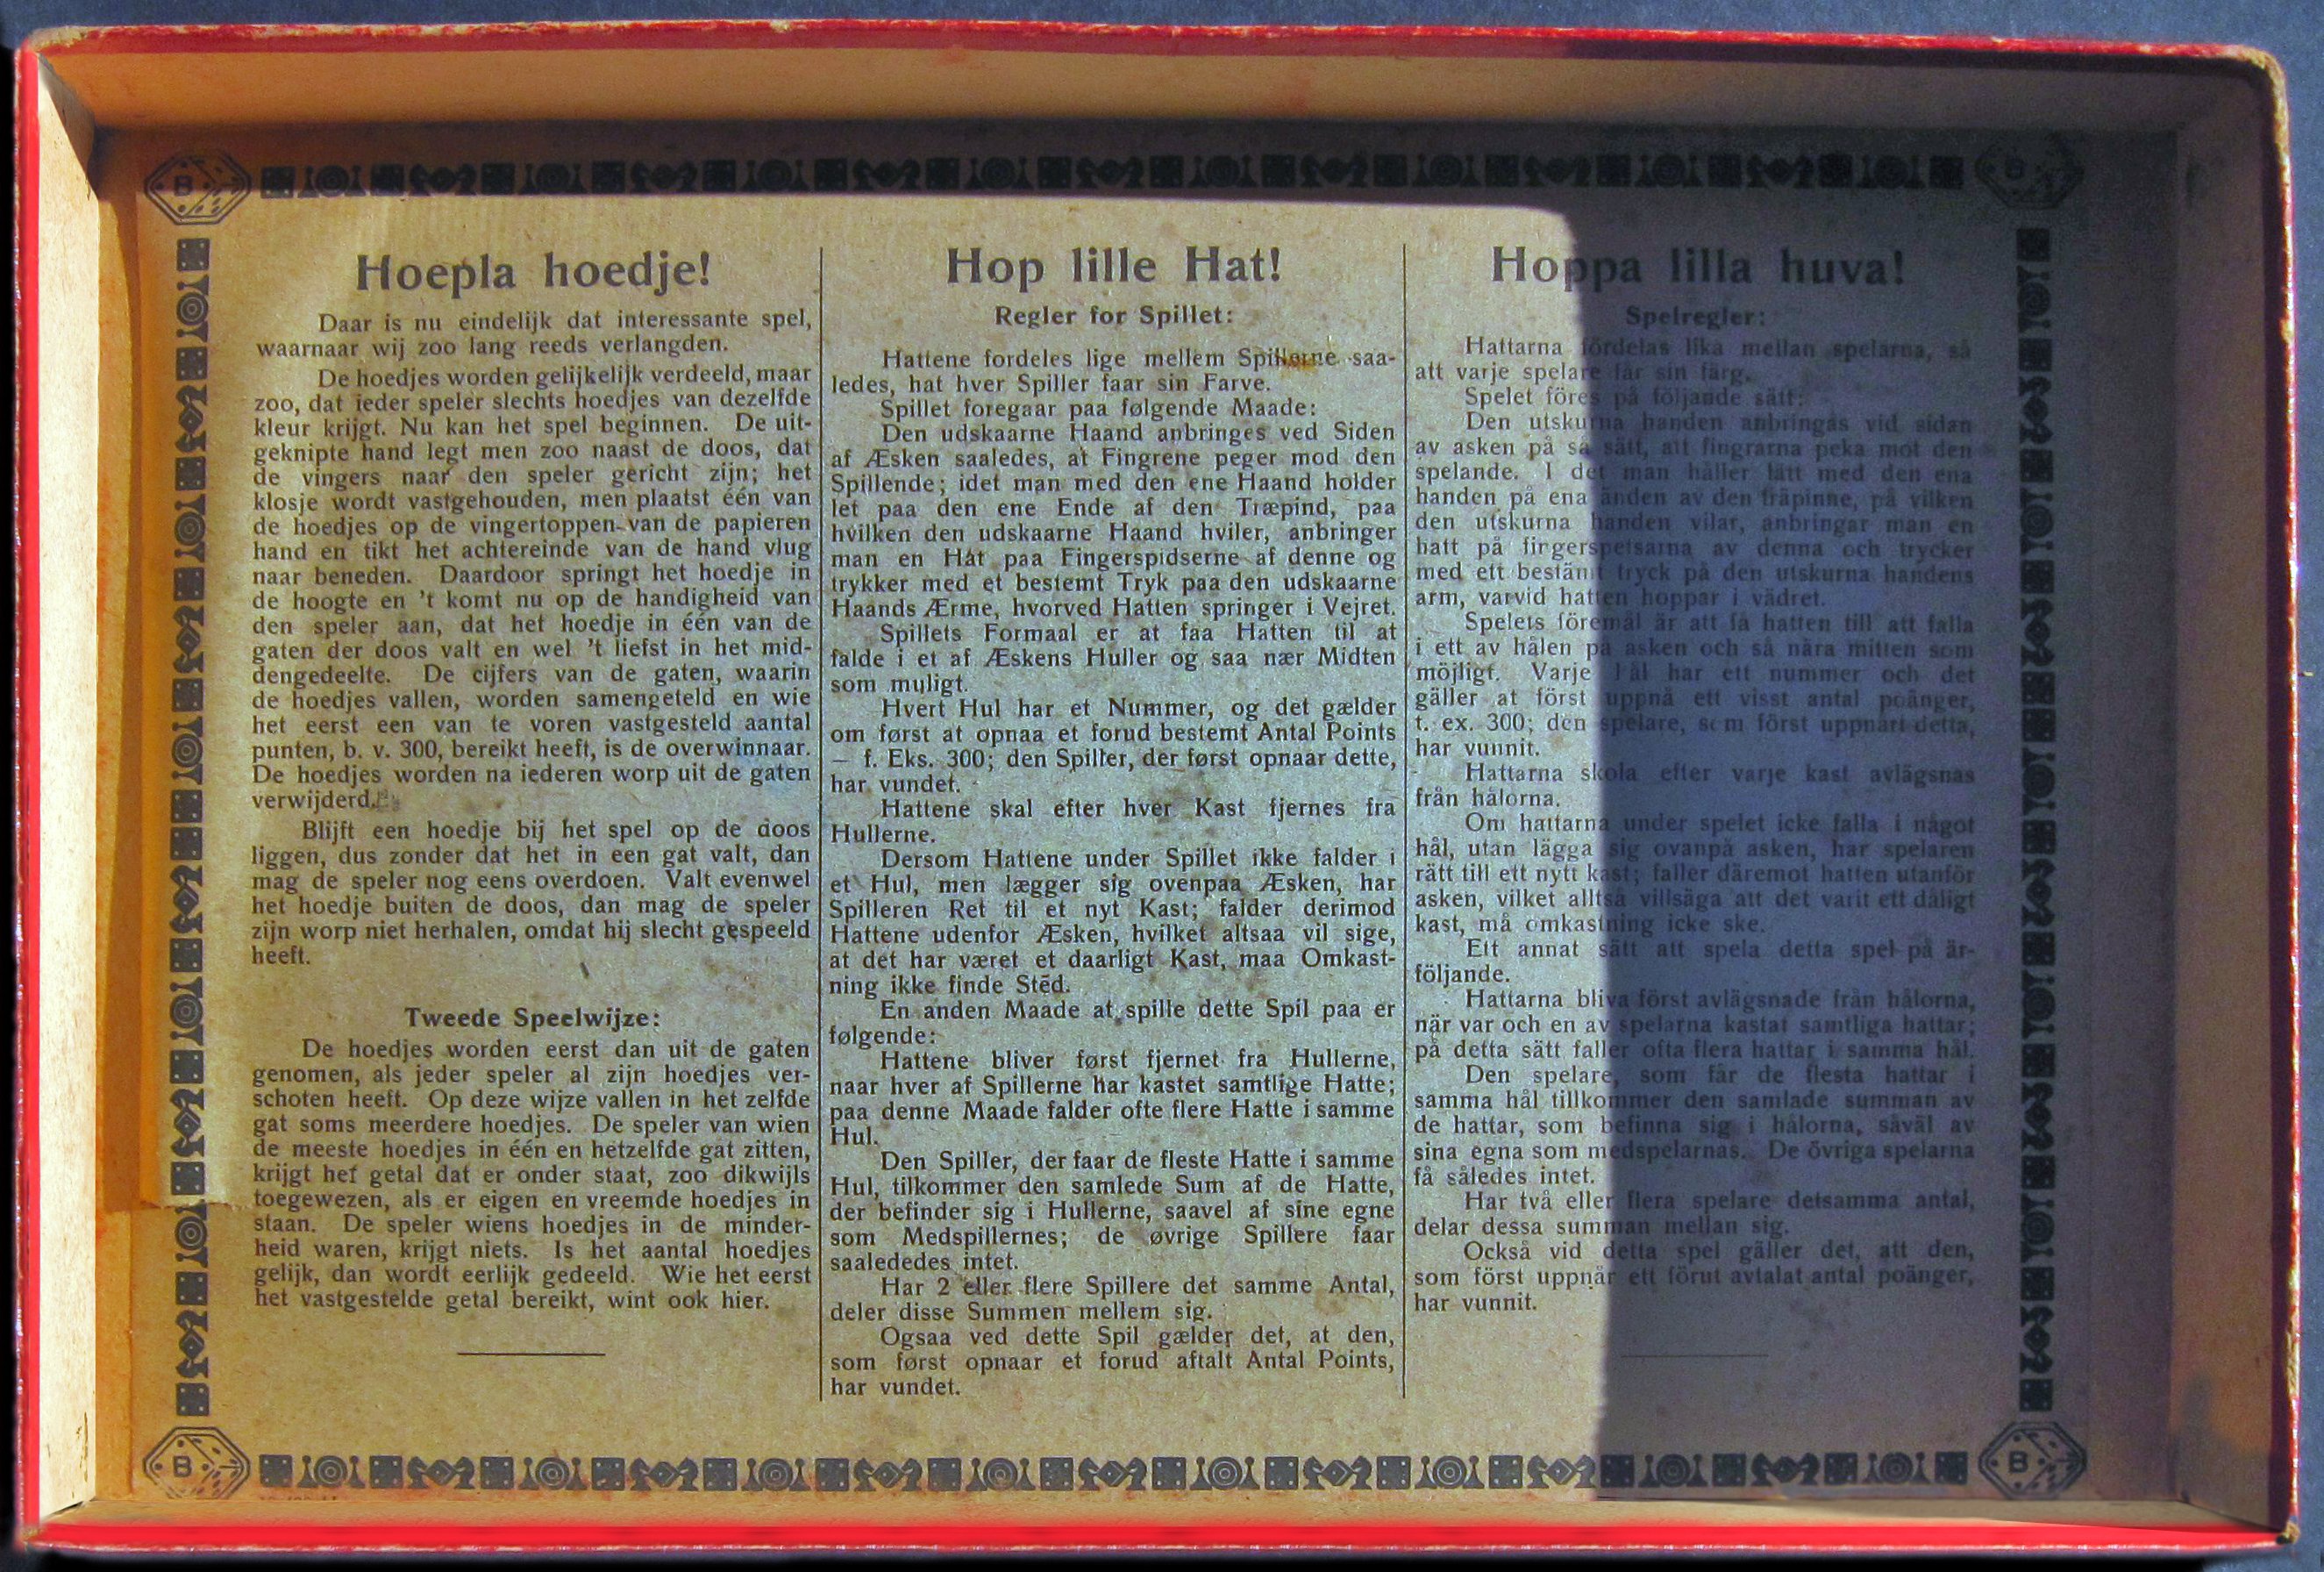 Hoepla hoedje!
Daar is nu eindelijk dat interessante spel,
waarnaar wij zoo lang reeds verlangden.
De hoedjes worden gelijkelijk verdeeld, maar
zoo, dat ieder speler slechts hoedjes van dezelfde
kleur krijgt. Nu kan het spel beginnen. De uit-
geknipte hand legt men zoo naast de doos, dat
de vingers naar den speler gericht zijn; het
klosje wordt vastgehouden, men plaatst één van
de hoedjes op de vingertoppen van de papieren
hand en tikt het achtereinde van de hand vlug
naar beneden. Daardoor springt het hoedje in
de hoogte en 't komt nu op de handigheid van
den speler aan, dat het hoedje in één van de
gaten der doos valt en wel 't liefst in het mid-
dengedeelte. De cijfers van de gaten, waarin
de hoedjes vallen, worden samengeteld en wie
het eerst een van te voren vastgesteld aantal
punten, b. v. 300, bereikt heeft, is de overwinnaar.
De hoedjes worden na iederen worp uit de gaten
verwijderd.
Blijft een hoedje bij het spel op de doos
liggen, dus zonder dat het in een gat valt, dan
mag de speler nog eens overdoen. Valt evenwel
het hoedje buiten de doos, dan mag de speler
zijn worp niet herhalen, omdat hij slecht gespeeld
heeft.
Tweede Speelwijze:
De hoedjes worden eerst dan uit de gaten
genomen, als jeder speler al zijn hoedjes ver-
schoten heeft. Op deze wijze vallen in het zelfde
gat soms meerdere hoedjes. De speler van wien
de meeste hoedjes in één en hetzelfde gat zitten,
krijgt het getal dat er onder staat, zoo dikwijls
toegewezen, als er eigen en vreemde hoedjes in
staan. De speler wiens hoedjes in de minder-
heid waren, krijgt niets. Is het aantal hoedjes
gelijk, dan wordt eerlijk gedeeld. Wie het eerst
het vastgestelde getal bereikt, wint ook hier.
Hop lille Hat!
Regler for Spillet:
Hattene fordeles lige mellem Spillerne saa-
ledes, hat hver Spiller faar sin Farve.
Spillet foregaar paa følgende Maade:
Den udskaarne Haand anbringes ved Siden
af Æsken saaledes, at Fingrene peger mod den
Spillende; idet man med den ene Haand holder
let paa den ene Ende af den Træpind, paa
hvilken den udskaarne Haand hviler, anbringer
man en Hat paa Fingerspidserne af denne og
trykker med et bestemt Tryk paa den udskaarne
Haands Ærme, hvorved Hatten springer i Vejret.
Spillets Formaal er at faa Hatten til at
falde i et af Æskens Huller og saa nær Midten
som muligt.
Hvert Hul har et Nummer, og det gælder
om først at opnaa et forud bestemt Antal Points
— f. Eks. 300; den Spiller, der først opnaar dette,
har vundet.
Hattene skal efter hver Kast fjernes fra
Hullerne.
Dersom Hattene under Spillet ikke falder i
et Hul, men lægger sig ovenpaa Æsken, har
Spilleren Ret til et nyt Kast; falder derimod
Hattene udenfor Æsken, hvilket altsaa vil sige,
at det har været et daarligt Kast, maa Omkast-
ning ikke finde Sted.
En anden Maade at spille dette Spil paa er
følgende:
Hattene bliver først fjernet fra Hullerne,
naar hver af Spillerne har kastet samtlige Hatte;
paa denne Maade falder ofte flere Hatte i samme
Hul.
Den Spiller, der faar de fleste Hatte i samme
Hul, tilkommer den samlede Sum af de Hatte,
der befinder sig i Hullerne, saavel af sine egne
som Medspillernes; de øvrige Spillere faar
saalededes intet.
Har 2 eller flere Spillere det samme Antal,
deler disse Summen mellem sig.
Ogsaa ved dette Spil gælder det, at den,
som først opnaar et forud aftalt Antal Points,
har vundet.
Hoppa lilla huva!
Spelregler:
Hattarna fördelas lika mellan spelarna, så
att varje spelare får sin färg.
Spelet föres på följande sätt:
Den utskurna handen anbringas vid sidan
av asken på så sätt, att fingrarna peka mot den
spelande. I det man håller lätt med den ena
handen på ena änden av den träpinne, på vilken
den utskurna handen vilar, anbringar man en
hatt på fingerspetsarna av denna och trycker
med ett bestämt tryck på den utskurna handens
arm, varvid hatten hoppar i vädret.
Spelets föremål är att få hatten till att falla
i ett av hålen på asken och så nära mitten som
möjligt. Varje hål har ett nummer och det
gäller at först uppnå ett visst antal poänger,
t. ex. 300; den spelare, som först uppnått detta,
har vunnit.
Hattarna skola efter varje kast avlägsnas
från hålorna.
Om hattarna under spelet icke falla i något
hål, utan lägga sig ovanpå asken, har spelaren
rätt till ett nytt kast; faller däremot hatten utanför
asken, vilket alltså villsäga att det varit ett dåligt
kast, må omkastning icke ske.
Ett annat sätt att spela detta spel på är-
följande.
Hattarna bliva först avlägsnade från hålorna,
när var och en av spelarna kastat samtliga hattar;
på detta sätt faller ofta flera hattar i samma hål.
Den spelare, som får de flesta hattar i
samma hål tillkommer den samlade summan av
de hattar, som befinna sig i hålorna, såväl av
sina egna som medspelarnas. De övriga spelarna
få således intet.
Har två eller flera spelare detsamma antal,
delar dessa summan mellan sig.
Också vid detta spel gäller det, att den,
som först uppnår ett förut avtalat antal poänger,
har vunnit.
B
B
B
B